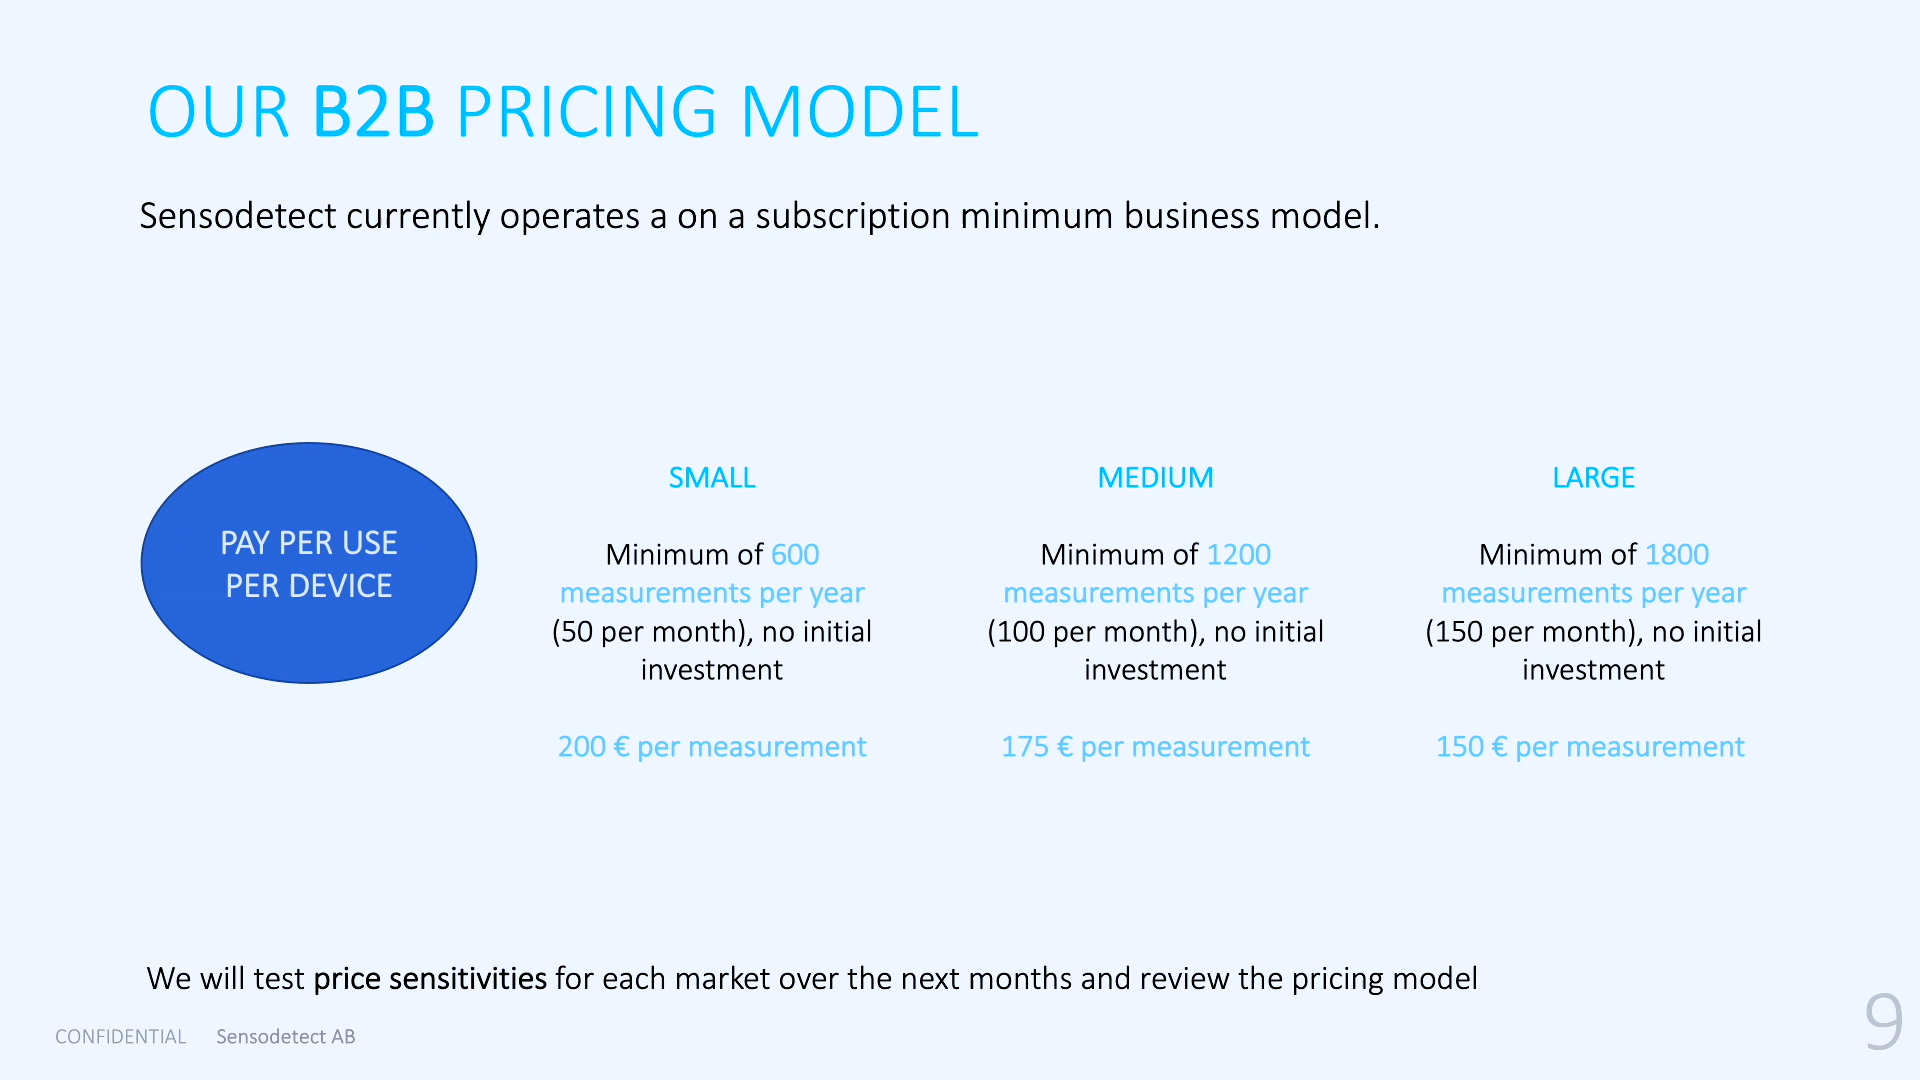 OUR B2B PRICING MODEL
Sensodetect currently operates a on a subscription minimum business model.
PAY PER USE
PER DEVICE
SMALL
Minimum of 600
measurements per year
(50 per month), no initial
investment
200 € per measurement
MEDIUM
Minimum of 1200
measurements per year
(100 per month), no initial
investment
175 € per measurement
LARGE
Minimum of 1800
measurements per year
(150 per month), no initial
investment
150 € per measurement
We will test price sensitivities for each market over the next months and review the pricing model
CONFIDENTIAL Sensodetect AB
9